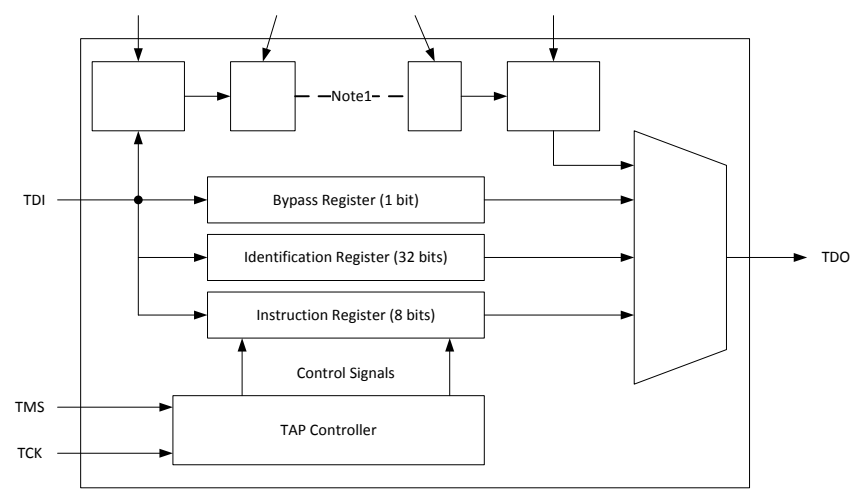 Note1
TDI
Bypass Register (1 bit)
Identification Register (32 bits)
TDO
Instruction Register (8 bits)
Control Signals
TMS
TAP Controller
TCK